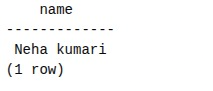 name
-------------
Neha kumari
(1 row)